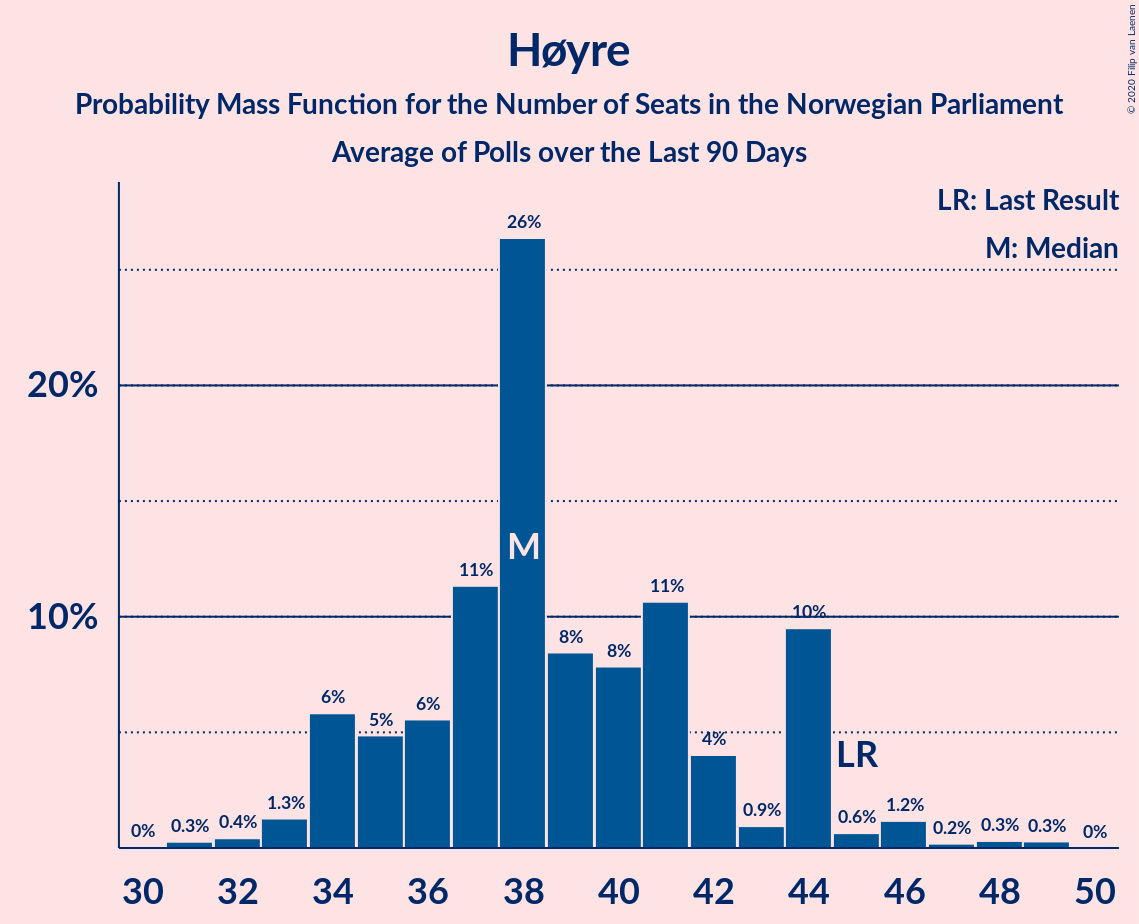 Høyre
Probability Mass Function for the Number of Seats in the Norwegian Parliament
Average of Polls over the Last 90 Days
© 2020 Filip van Laenen
LR: Last Result
M: Median
20%
10%
0%
0.3%
0.4%
1.3%
6%
5%
6%
11%
26%
8%
8%
11%
4%
0.9%
10%
0.6%
1.2%
0.2%
0.3%
0.3%
0%
M
LR
30 32 34 36 38 40 42 44 46 48 50